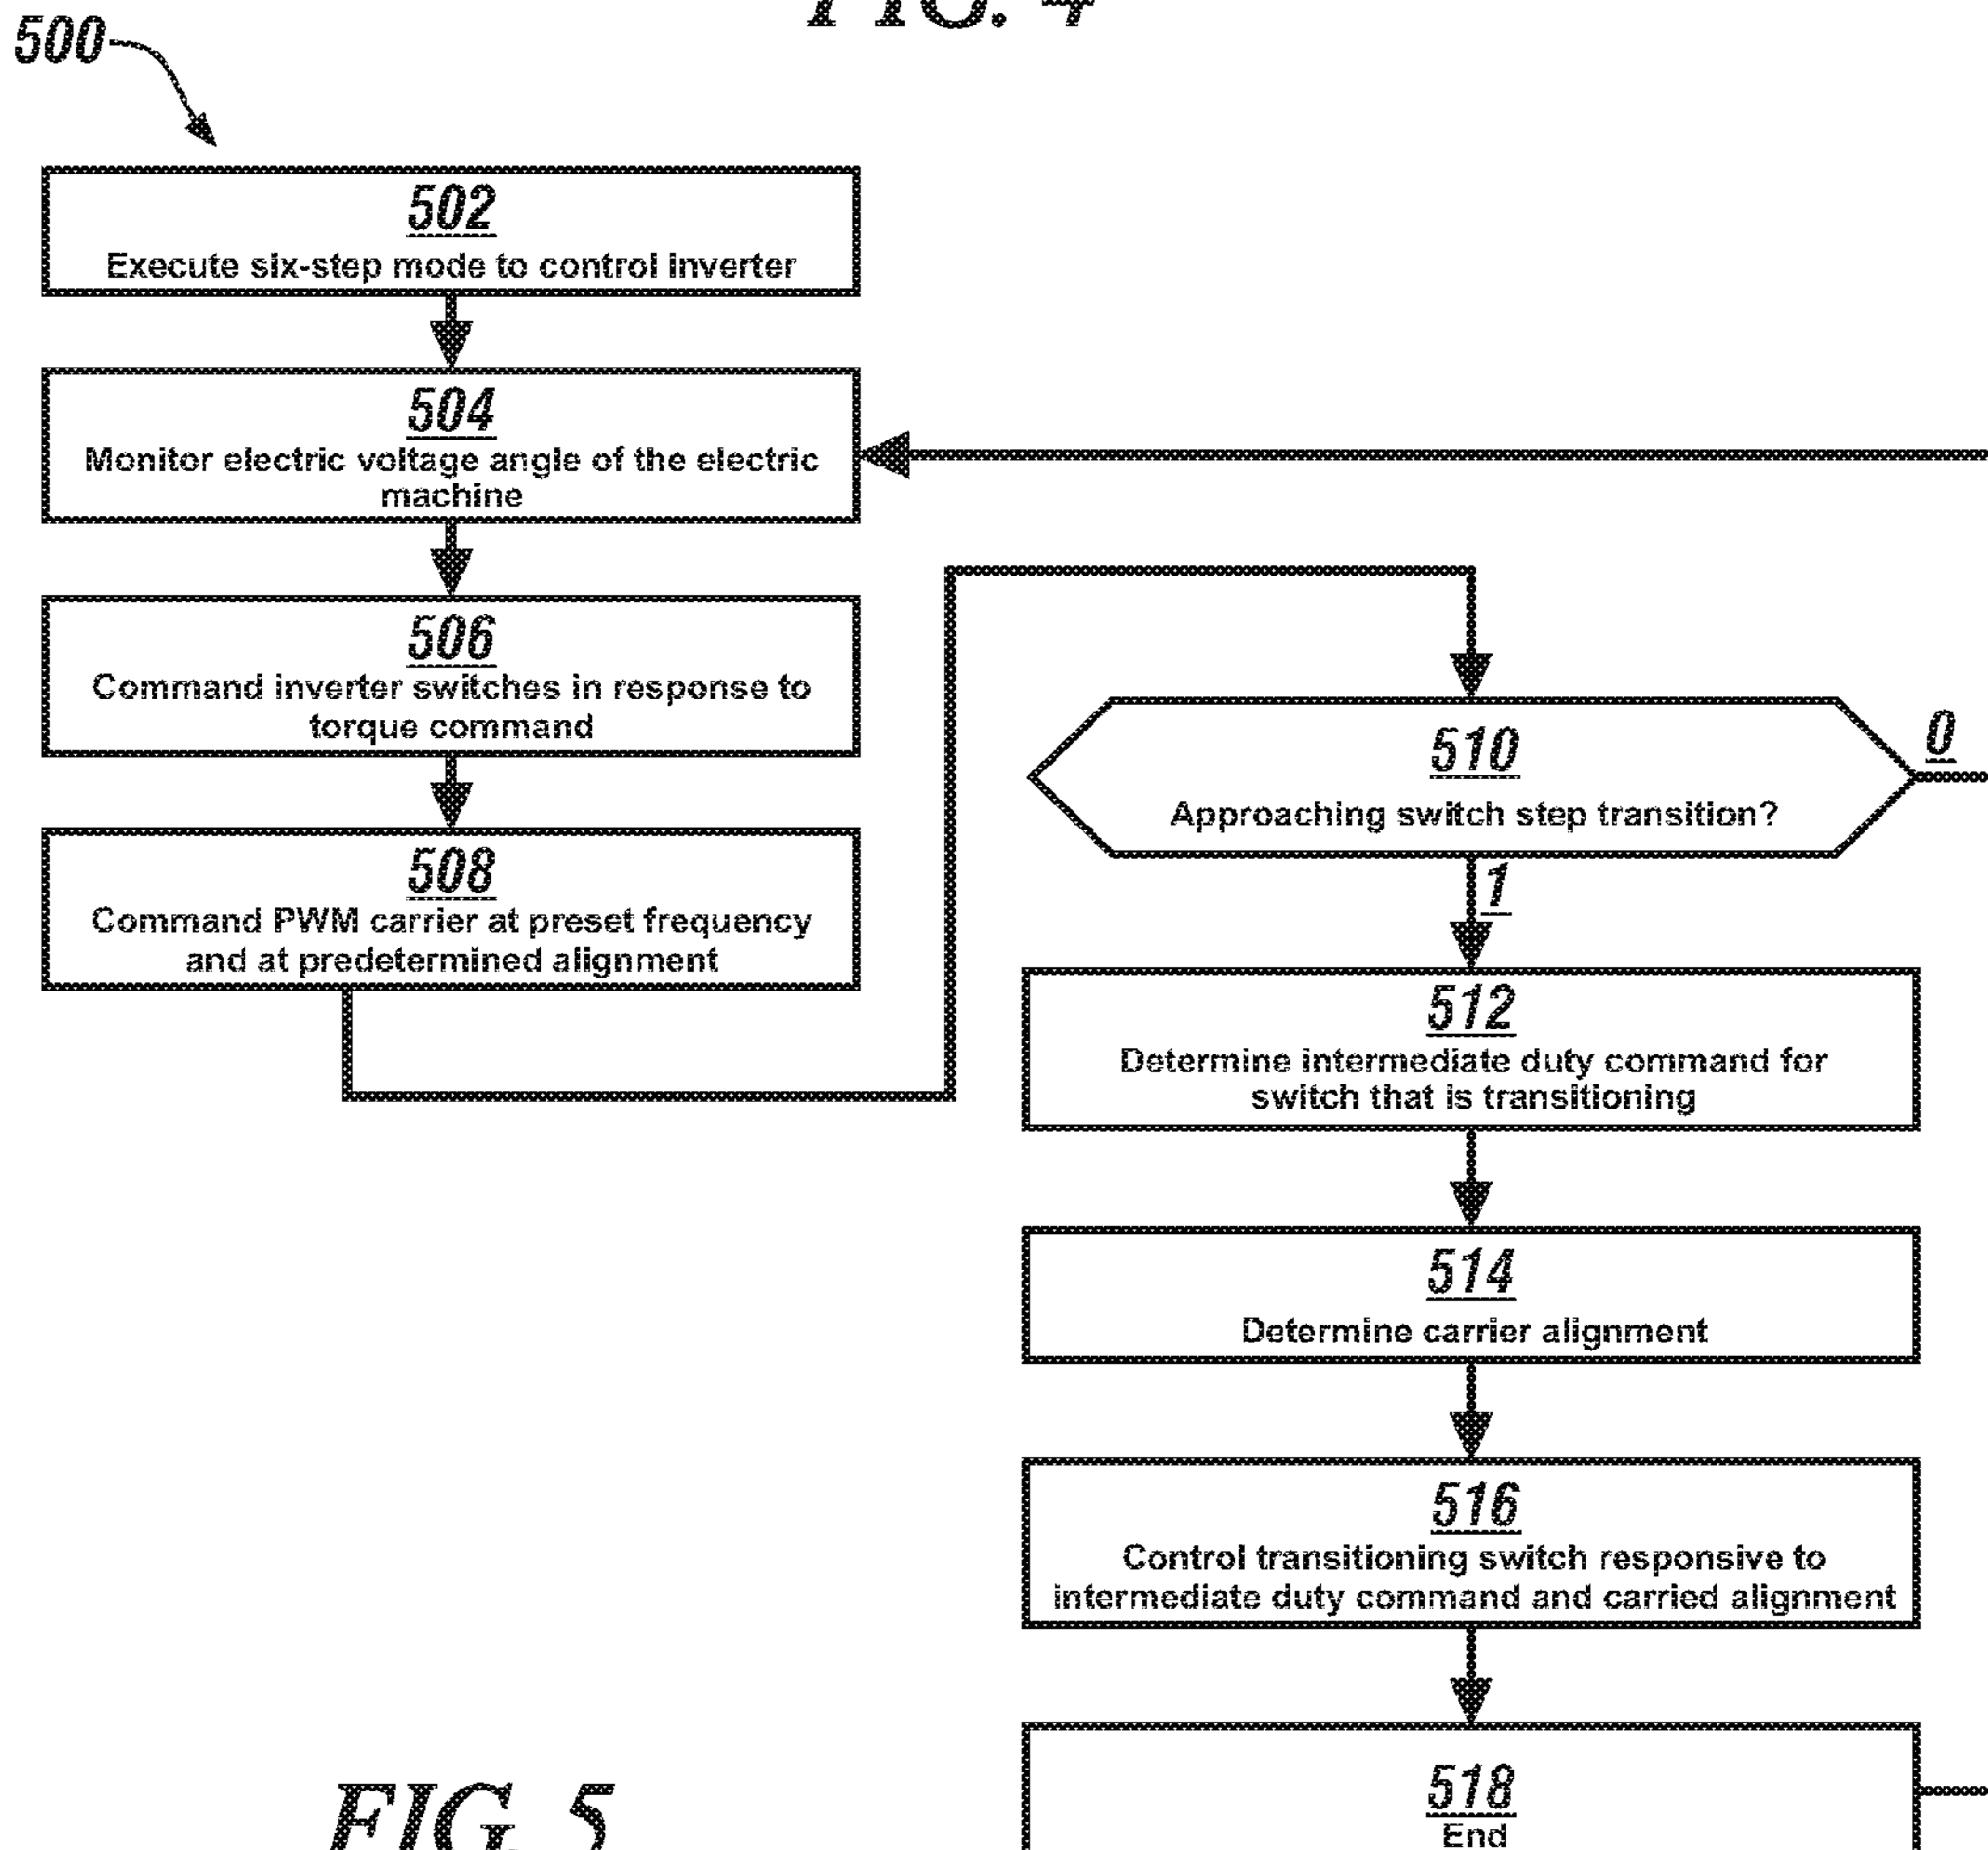 FIG. 4
500
502
Execute six-step mode to control inverter
504
Monitor electric voltage angle of the electric
machine
506
Command inverter switches in response to
torque command
508
Command PWM carrier at preset frequency
and at predetermined alignment
510
Approaching switch step transition?
0
1
512
Determine intermediate duty command for
switch that is transitioning
514
Determine carrier alignment
516
Control transitioning switch responsive to
intermediate duty command and carried alignment
518
End
FIG. 5